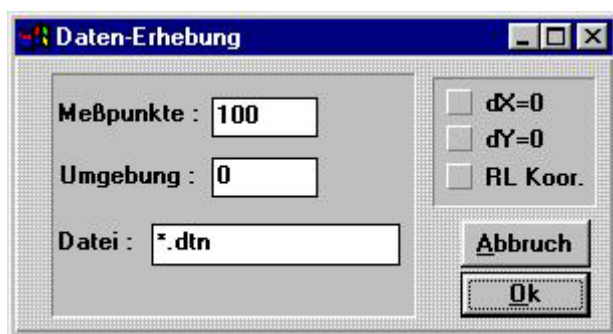 Daten-Erhebung
Meßpunkte : 100
Umgebung : 0
Datei : *.dtn
dX=0
dY=0
RL Koor.
Abbruch
Ok